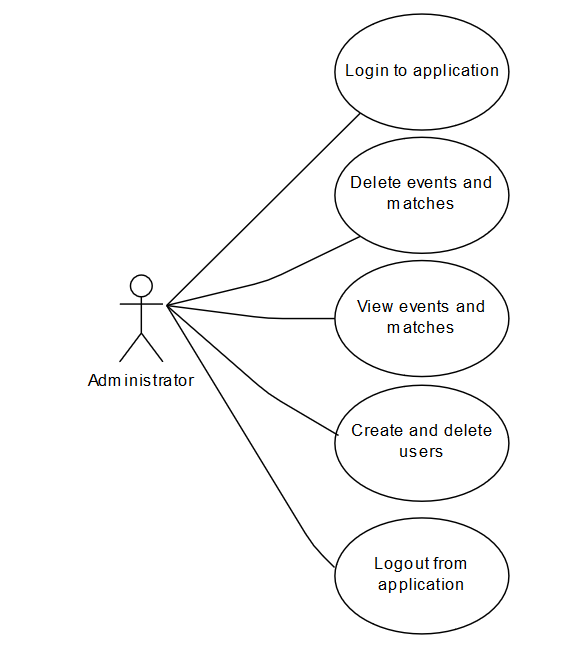 Login to application
Delete events and
matches
View events and
matches
Administrator
Create and delete
users
Logout from
application